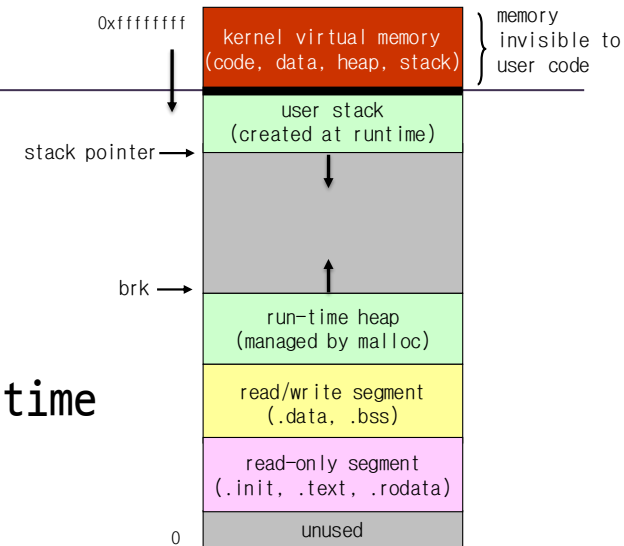 0xffffffff
kernel virtual memory
(code, data, heap, stack)
memory
invisible to
user code
user stack
(created at runtime)
stack pointer
brk
run-time heap
(managed by malloc)
time
read/write segment
(.data, .bss)
read-only segment
(.init, .text, .rodata)
unused
0